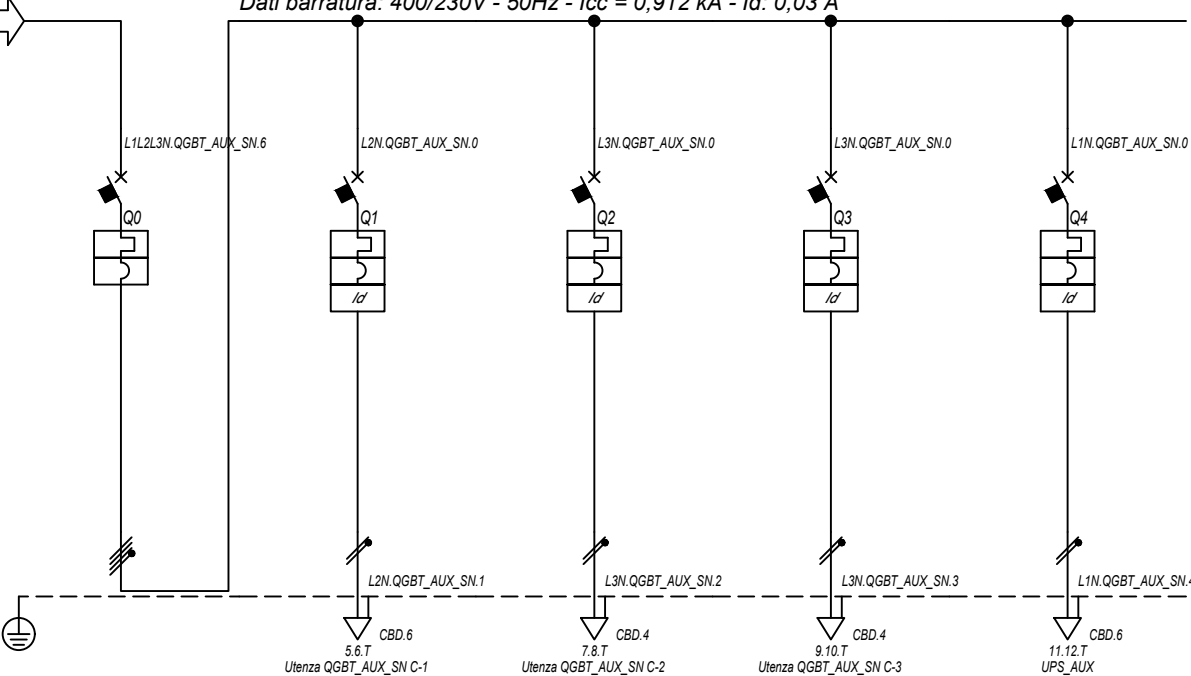 Dati barratura: 400/230V - 50Hz - Icc = 0,912 kA - Id: 0,03 A
L1L2L3N.QGBT_AUX_SN.6
L2N.QGBT_AUX_SN.0
L3N.QGBT_AUX_SN.0
L3N.QGBT_AUX_SN.0
L1N.QGBT_AUX_SN.0
Q0
Q1
Q2
Q3
Q4
Id
Id
Id
Id
L2N.QGBT_AUX_SN.1
L3N.QGBT_AUX_SN.2
L3N.QGBT_AUX_SN.3
L1N.QGBT_AUX_SN.4
CBD.6
CBD.4
CBD.4
CBD.6
5.6.T
7.8.T
9.10.T
11.12.T
Utenza QGBT_AUX_SN C-1
Utenza QGBT_AUX_SN C-2
Utenza QGBT_AUX_SN C-3
UPS_AUX